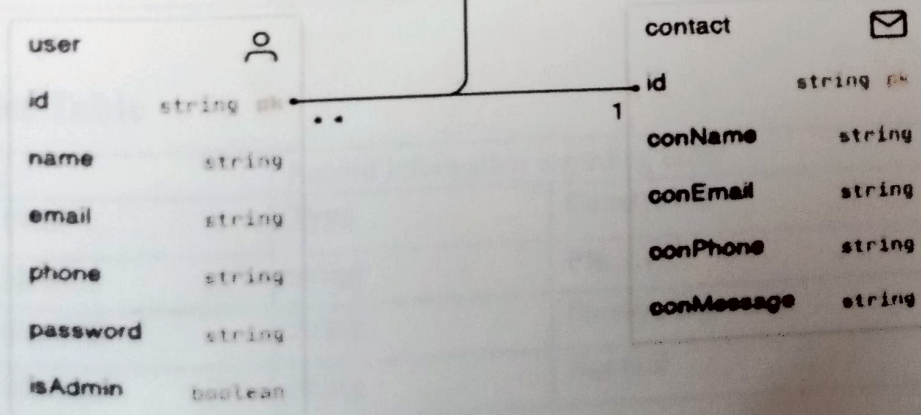 user
id string pk
name string
email string
phone string
password string
isAdmin boolean
1
contact
id string pk
conName string
conEmail string
conPhone string
conMessage string